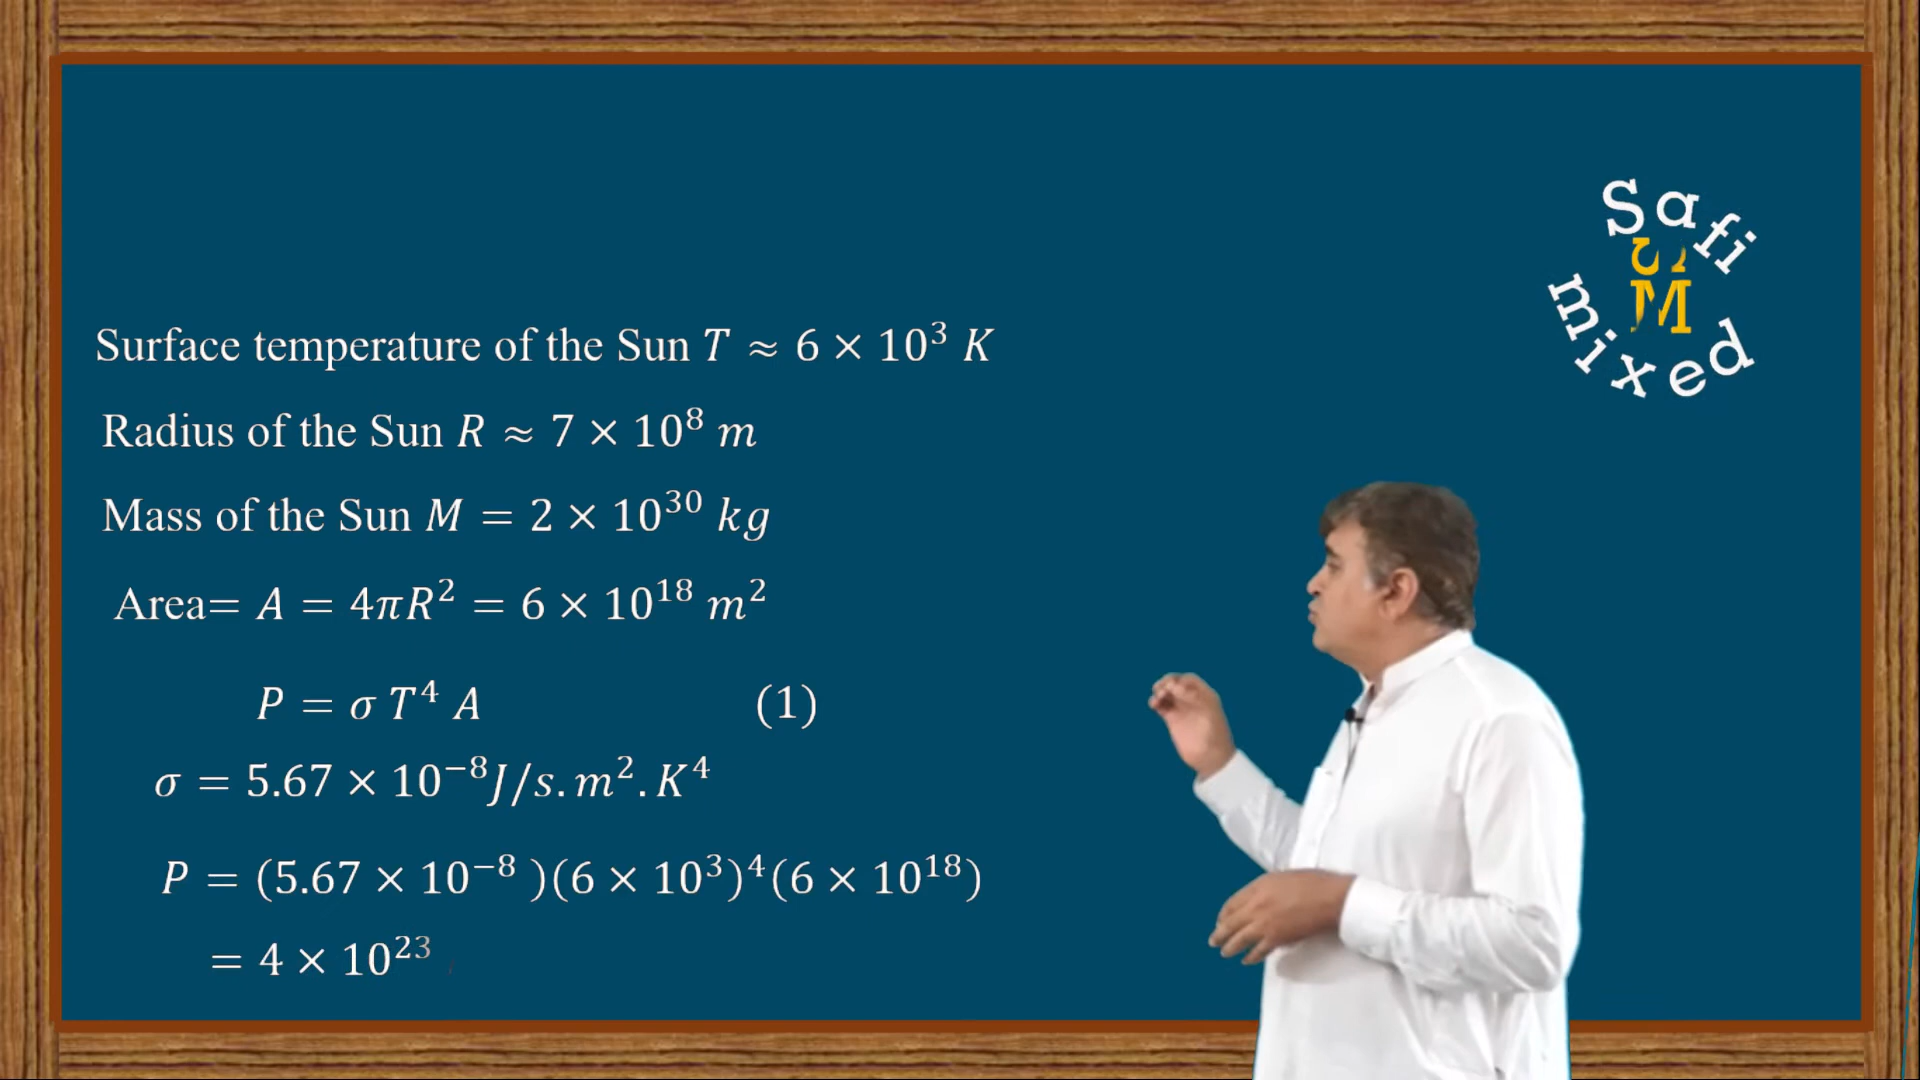 Safi
M
mixed
Surface temperature of the Sun T ≈ 6 × 10³ K
Radius of the Sun R ≈ 7 × 10⁸ m
Mass of the Sun M = 2 × 10³⁰ kg
Area= A = 4πR² = 6 × 10¹⁸ m²
P = σ T⁴ A (1)
σ = 5.67 × 10⁻⁸J/s.m².K⁴
P = (5.67 × 10⁻⁸ )(6 × 10³)⁴(6 × 10¹⁸)
= 4 × 10²³